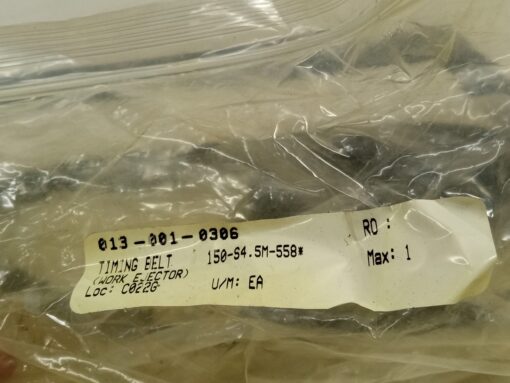 013-001-0306
TIMING BELT 150-S4.5M-558*
(WORK EJECTOR)
Loc: C022G U/M: EA
RO :
Max: 1